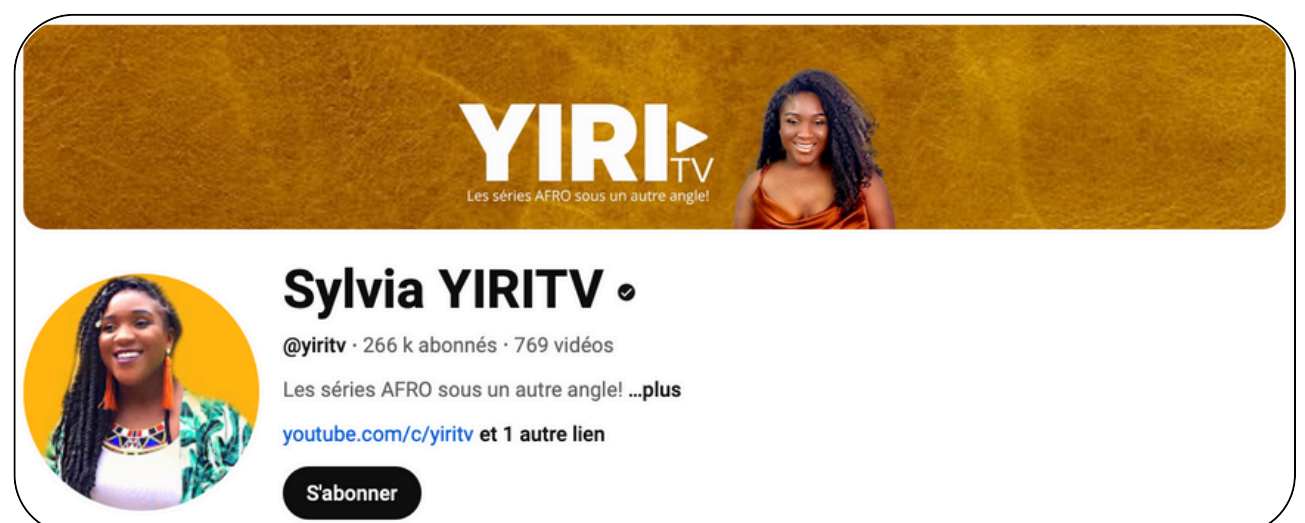 YIRI
TV
Les séries AFRO sous un autre angle!
Sylvia YIRITV
@yiritv · 266 k abonnés · 769 vidéos
Les séries AFRO sous un autre angle! ...plus
youtube.com/c/yiritv et 1 autre lien
S'abonner